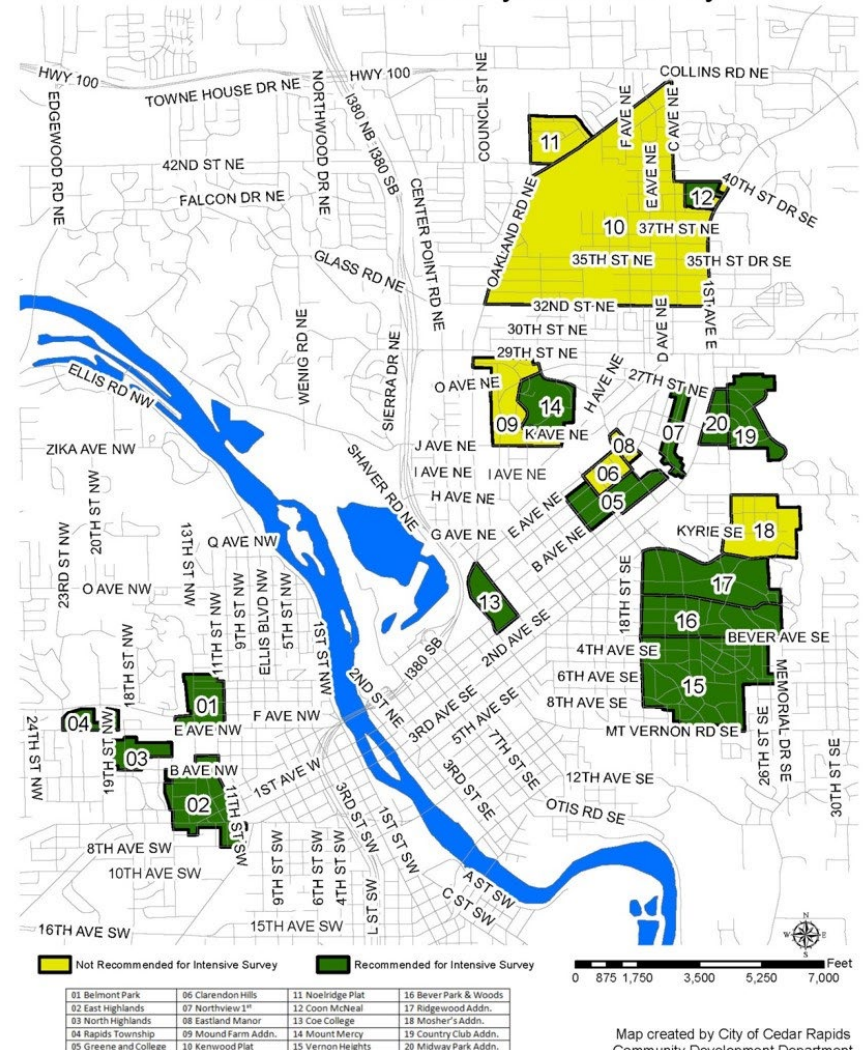 HWY 100
HWY 100
COLLINS RD NE
TOWNE HOUSE DR NE
EDGEWOOD RD NE
NORTHWOOD DR NE
I380 NB
I380 SB
COUNCIL ST NE
F AVE NE
C AVE NE
E AVE NE
11
42ND ST NE
FALCON DR NE
CENTER POINT RD NE
OAKLAND RD NE
12
40TH ST DR SE
10
37TH ST NE
35TH ST NE
35TH ST DR SE
GLASS RD NE
1ST AVE E
32ND ST NE
30TH ST NE
D AVE NE
29TH ST NE
WENIG RD NE
SIERRA DR NE
O AVE NE
H AVE NE
27TH ST NE
ELLIS RD NW
14
09
K AVE NE
07
20
19
08
J AVE NE
ZIKA AVE NW
SHAVER RD NE
I AVE NE
I AVE NE
06
20TH ST NW
H AVE NE
05
E AVE NE
23RD ST NW
13TH ST NW
Q AVE NW
G AVE NE
B AVE NE
KYRIE SE
18
O AVE NW
11TH ST NW
9TH ST NW
ELLIS BLVD NW
5TH ST NW
1ST ST NW
13
18TH ST SE
17
16
I380 SB
2ND AVE SE
BEVER AVE SE
18TH ST NW
4TH AVE SE
2ND ST NE
6TH AVE SE
15
MEMORIAL DR SE
01
3RD AVE SE
5TH AVE SE
8TH AVE SE
04
F AVE NW
E AVE NW
MT VERNON RD SE
24TH ST NW
19TH ST NW
03
7TH ST SE
26TH ST SE
30TH ST SE
B AVE NW
1ST AVE W
3RD ST SE
12TH AVE SE
02
11TH ST SW
3RD ST SW
1ST ST SW
OTIS RD SE
8TH AVE SW
10TH AVE SW
9TH ST SW
6TH ST SW
4TH ST SW
L ST SW
A ST SW
C ST SW
16TH AVE SW
15TH AVE SW
N
W E
S
Not Recommended for Intensive Survey
Recommended for Intensive Survey
Feet
0 875 1,750 3,500 5,250 7,000
01 Belmont Park 06 Clarendon Hills 11 Noelridge Plat 16 Bever Park & Woods
02 East Highlands 07 Northview 1st 12 Coon McNeal 17 Ridgewood Addn.
03 North Highlands 08 Eastland Manor 13 Coe College 18 Mosher's Addn.
04 Rapids Township 09 Mound Farm Addn. 14 Mount Mercy 19 Country Club Addn.
05 Greene and College 10 Kenwood Plat 15 Vernon Heights 20 Midway Park Addn.
Map created by City of Cedar Rapids
Community Development Department